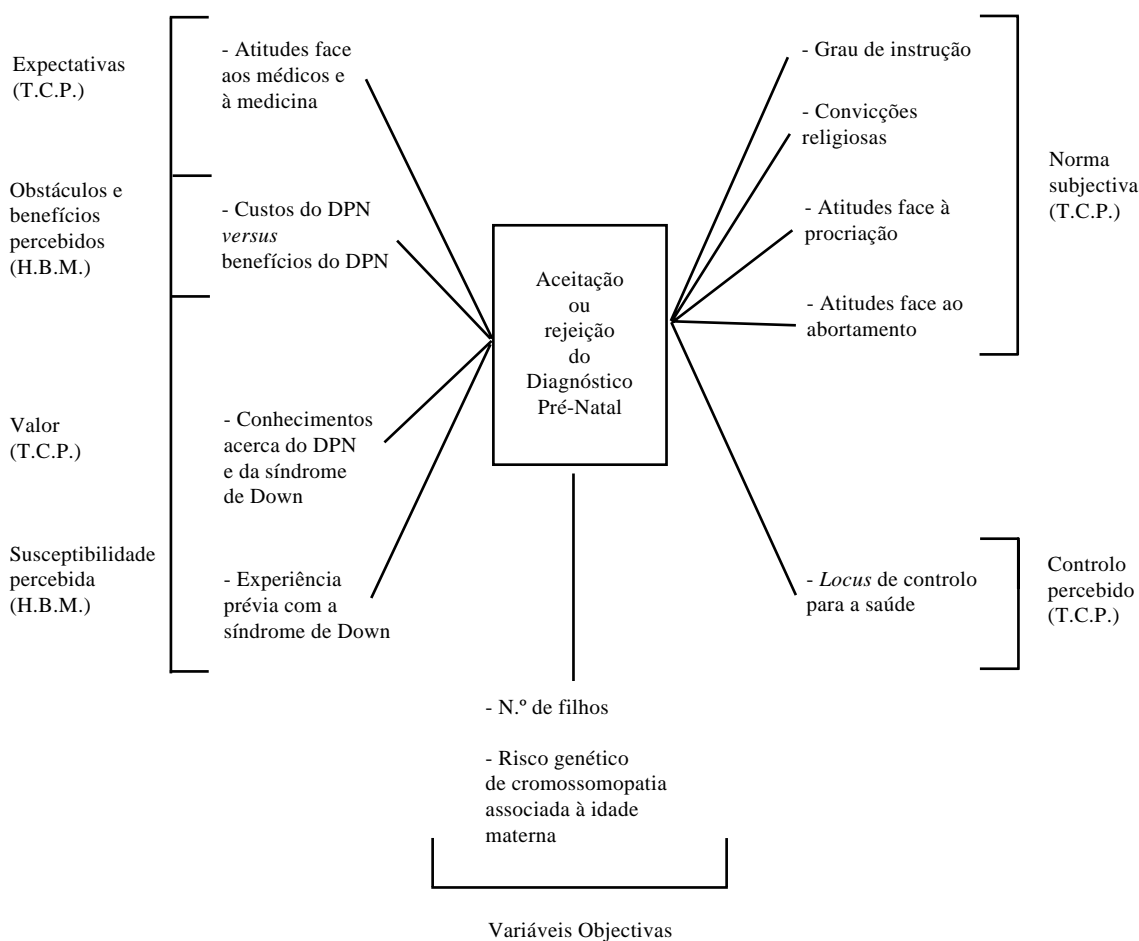 Expectativas
(T.C.P.)
- Atitudes face
aos médicos e
à medicina
Obstáculos e
benefícios
percebidos
(H.B.M.)
- Custos do DPN
versus
benefícios do DPN
Valor
(T.C.P.)
- Conhecimentos
acerca do DPN
e da síndrome
de Down
Susceptibilidade
percebida
(H.B.M.)
- Experiência
prévia com a
síndrome de Down
Aceitação
ou
rejeição
do
Diagnóstico
Pré-Natal
- Grau de instrução
- Convicções
religiosas
- Atitudes face à
procriação
- Atitudes face ao
abortamento
Norma
subjectiva
(T.C.P.)
- Locus de controlo
para a saúde
Controlo
percebido
(T.C.P.)
- N.º de filhos
- Risco genético
de cromossomopatia
associada à idade
materna
Variáveis Objectivas